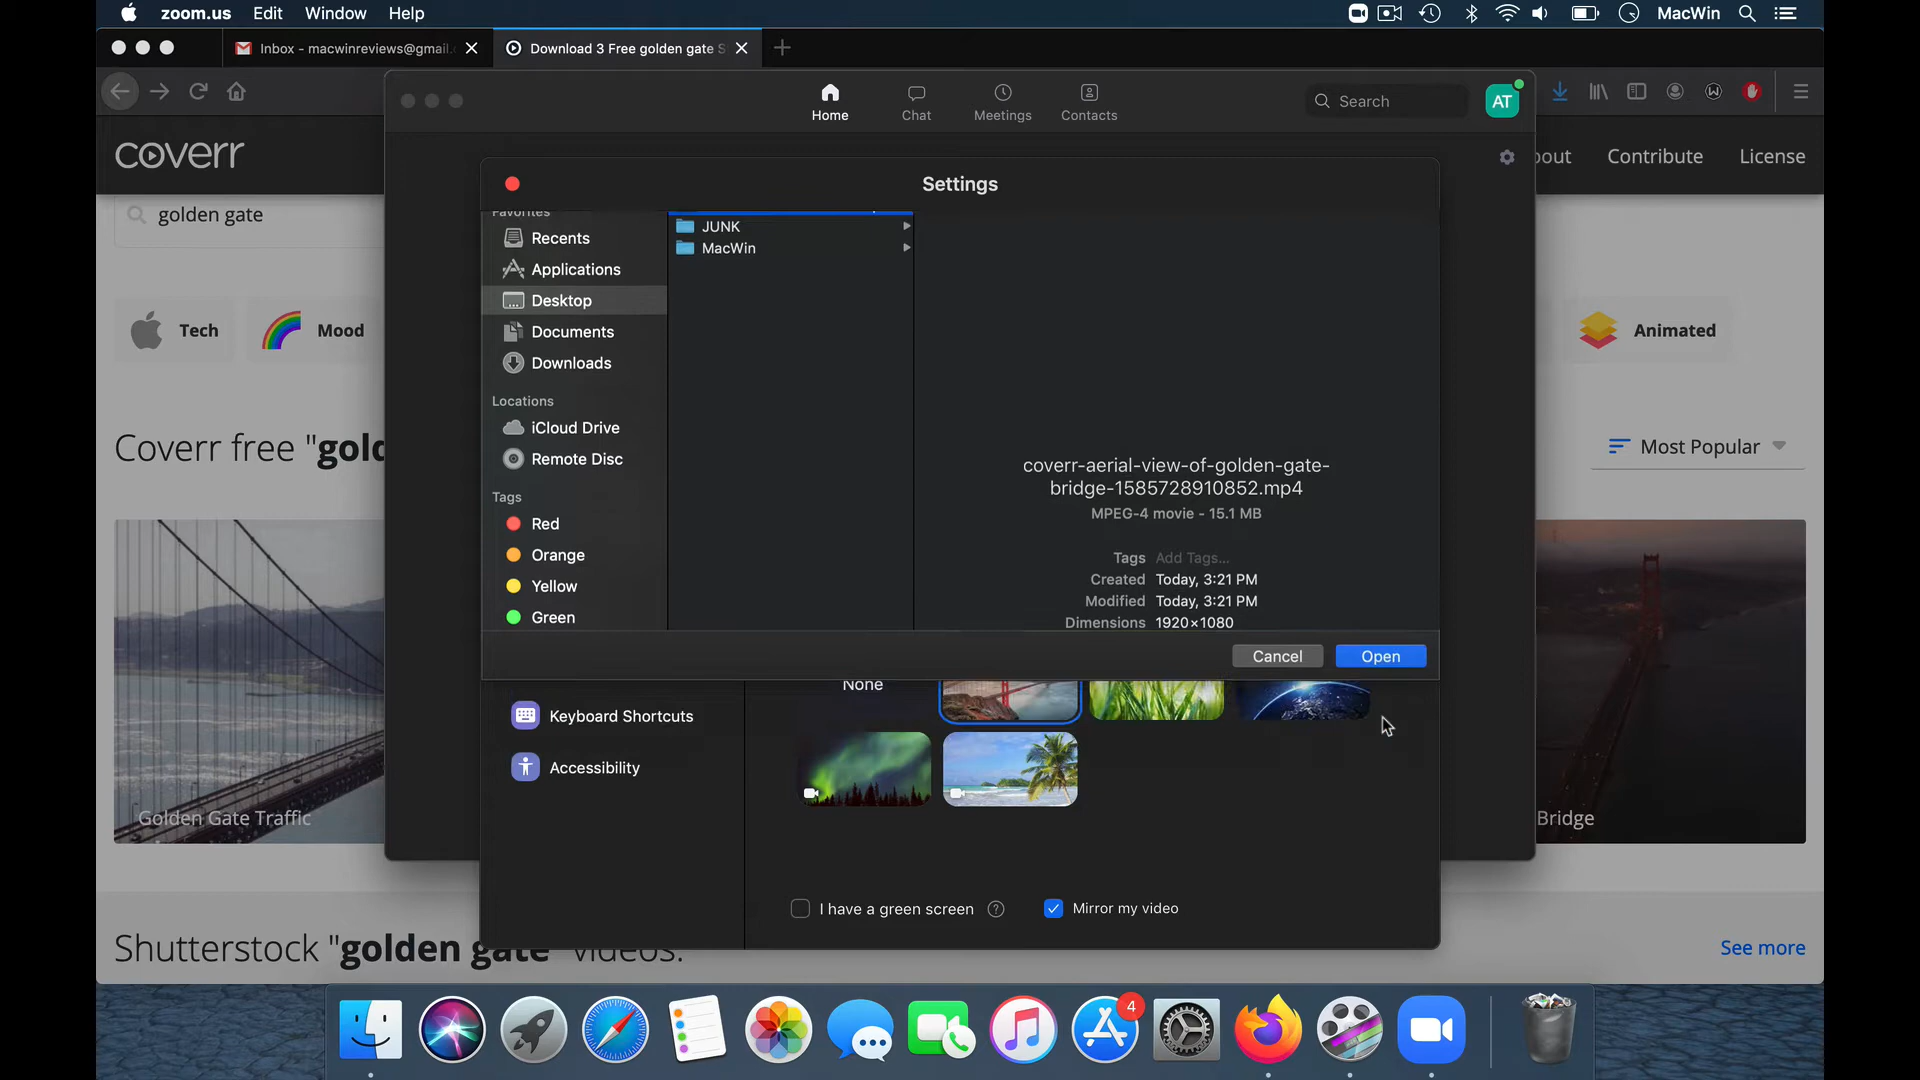 zoom.us Edit Window Help
MacWin
Inbox - macwinreviews@gmail.
Download 3 Free golden gate S
Home
Chat
Meetings
Contacts
Search
AT
coverr
out
Contribute
License
golden gate
Settings
Favorites
Recents
Applications
Desktop
Documents
Downloads
Locations
iCloud Drive
Remote Disc
Tags
Red
Orange
Yellow
Green
JUNK
MacWin
coverr-aerial-view-of-golden-gate-
bridge-1585728910852.mp4
MPEG-4 movie - 15.1 MB
Tags Add Tags...
Created Today, 3:21 PM
Modified Today, 3:21 PM
Dimensions 1920×1080
Cancel
Open
Tech
Mood
Animated
Coverr free "gold
Most Popular
None
Keyboard Shortcuts
Accessibility
Golden Gate Traffic
Bridge
I have a green screen
?
Mirror my video
Shutterstock "golden gate" videos.
See more
4